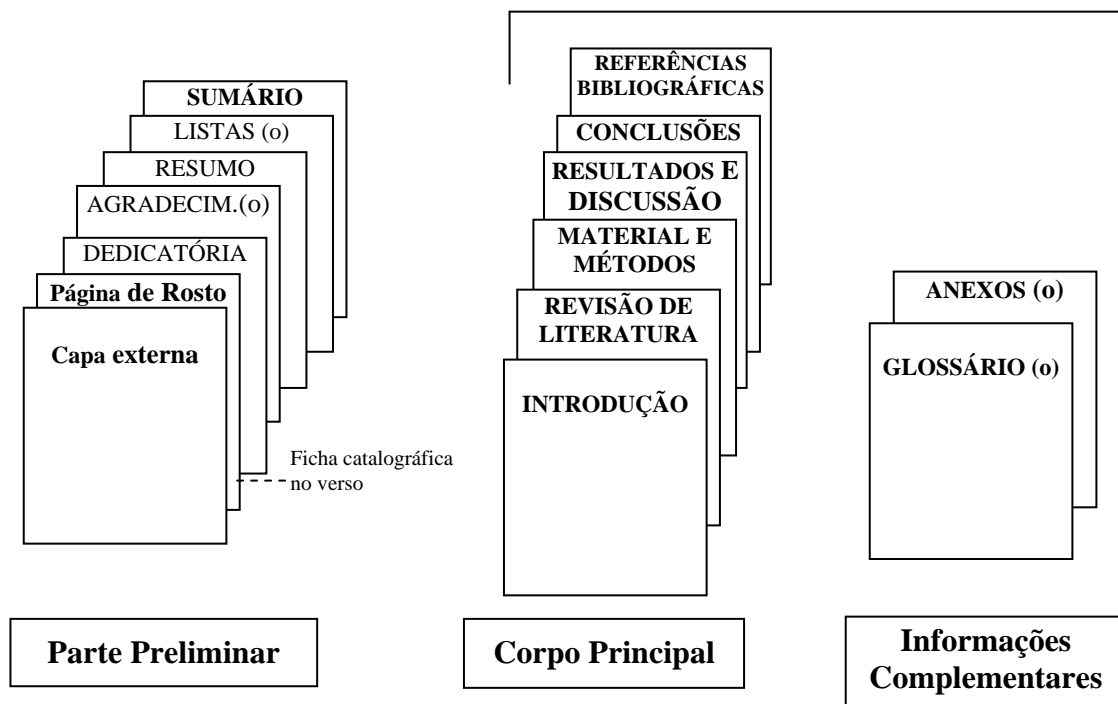 SUMÁRIO
LISTAS (o)
RESUMO
AGRADECIM.(o)
DEDICATÓRIA
Página de Rosto
Capa externa
Ficha catalográfica
no verso
Parte Preliminar
REFERÊNCIAS
BIBLIOGRÁFICAS
CONCLUSÕES
RESULTADOS E
DISCUSSÃO
MATERIAL E
MÉTODOS
REVISÃO DE
LITERATURA
INTRODUÇÃO
Corpo Principal
ANEXOS (o)
GLOSSÁRIO (o)
Informações
Complementares